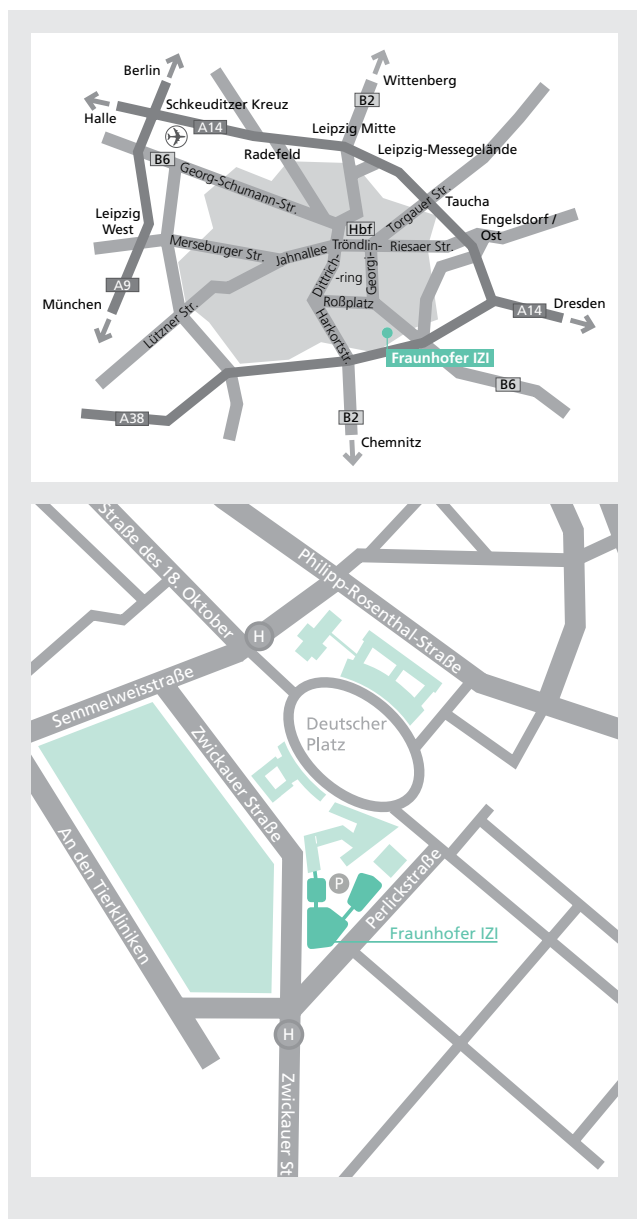 Berlin
Wittenberg
B2
Halle
Schkeuditzer Kreuz
A14
Leipzig Mitte
Radefeld
Leipzig-Messegelände
B6
Georg-Schumann-Str.
Torgauer Str.
Taucha
Leipzig
West
Engelsdorf /
Ost
Hbf
Merseburger Str.
Jahnallee
Tröndlin-
Riesaer Str.
Dittrich-
-ring
Georgi-
A9
Roßplatz
München
A14
Dresden
Lützner Str.
Harkortstr.
Fraunhofer IZI
B6
A38
B2
Chemnitz
Straße des 18. Oktober
Philipp-Rosenthal-Straße
H
Semmelweisstraße
Deutscher
Platz
Zwickauer Straße
An den Tierkliniken
P
Perlickstraße
Fraunhofer IZI
H
Zwickauer St